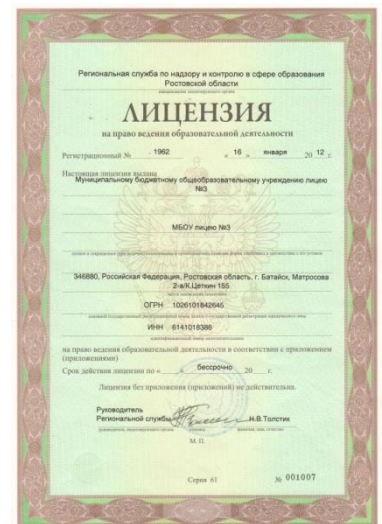 Региональная служба по надзору и контролю в сфере образования
Ростовской области
ЛИЦЕНЗИЯ
на право ведения образовательной деятельности
Регистрационный № 1962 « 16 » января 20 12 г.
Настоящая лицензия выдана
Муниципальному бюджетному общеобразовательному учреждению лицею
№3
МБОУ лицею №3
346880, Российская Федерация, Ростовская область, г. Батайск, Матросова
2-а/К.Цеткин 155
ОГРН 1026101842645
ИНН 6141018386
на право ведения образовательной деятельности в соответствии с приложением
(приложениями)
Срок действия лицензии по « » бессрочно 20 г.
Лицензия без приложения (приложений) не действительна.
Руководитель
Региональной службы Н.В.Толстик
М. П.
Серия 61 № 001007